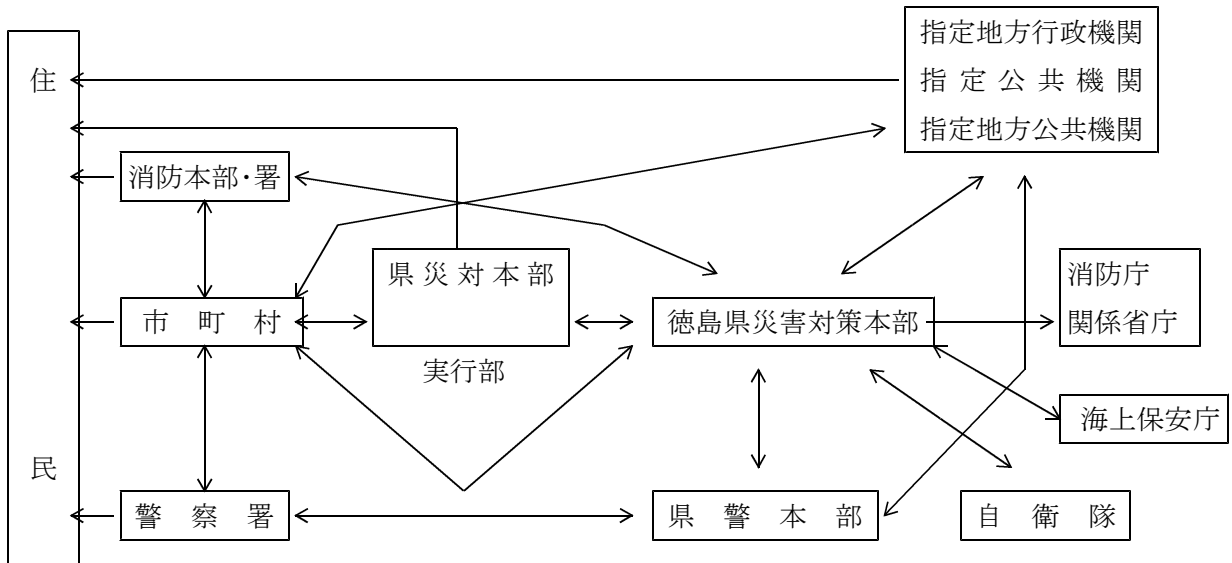 指定地方行政機関
指定公共機関
指定地方公共機関
住
民
消防本部・署
県災対本部
実行部
消防庁
関係省庁
市町村
徳島県災害対策本部
海上保安庁
警察署
県警本部
自衛隊